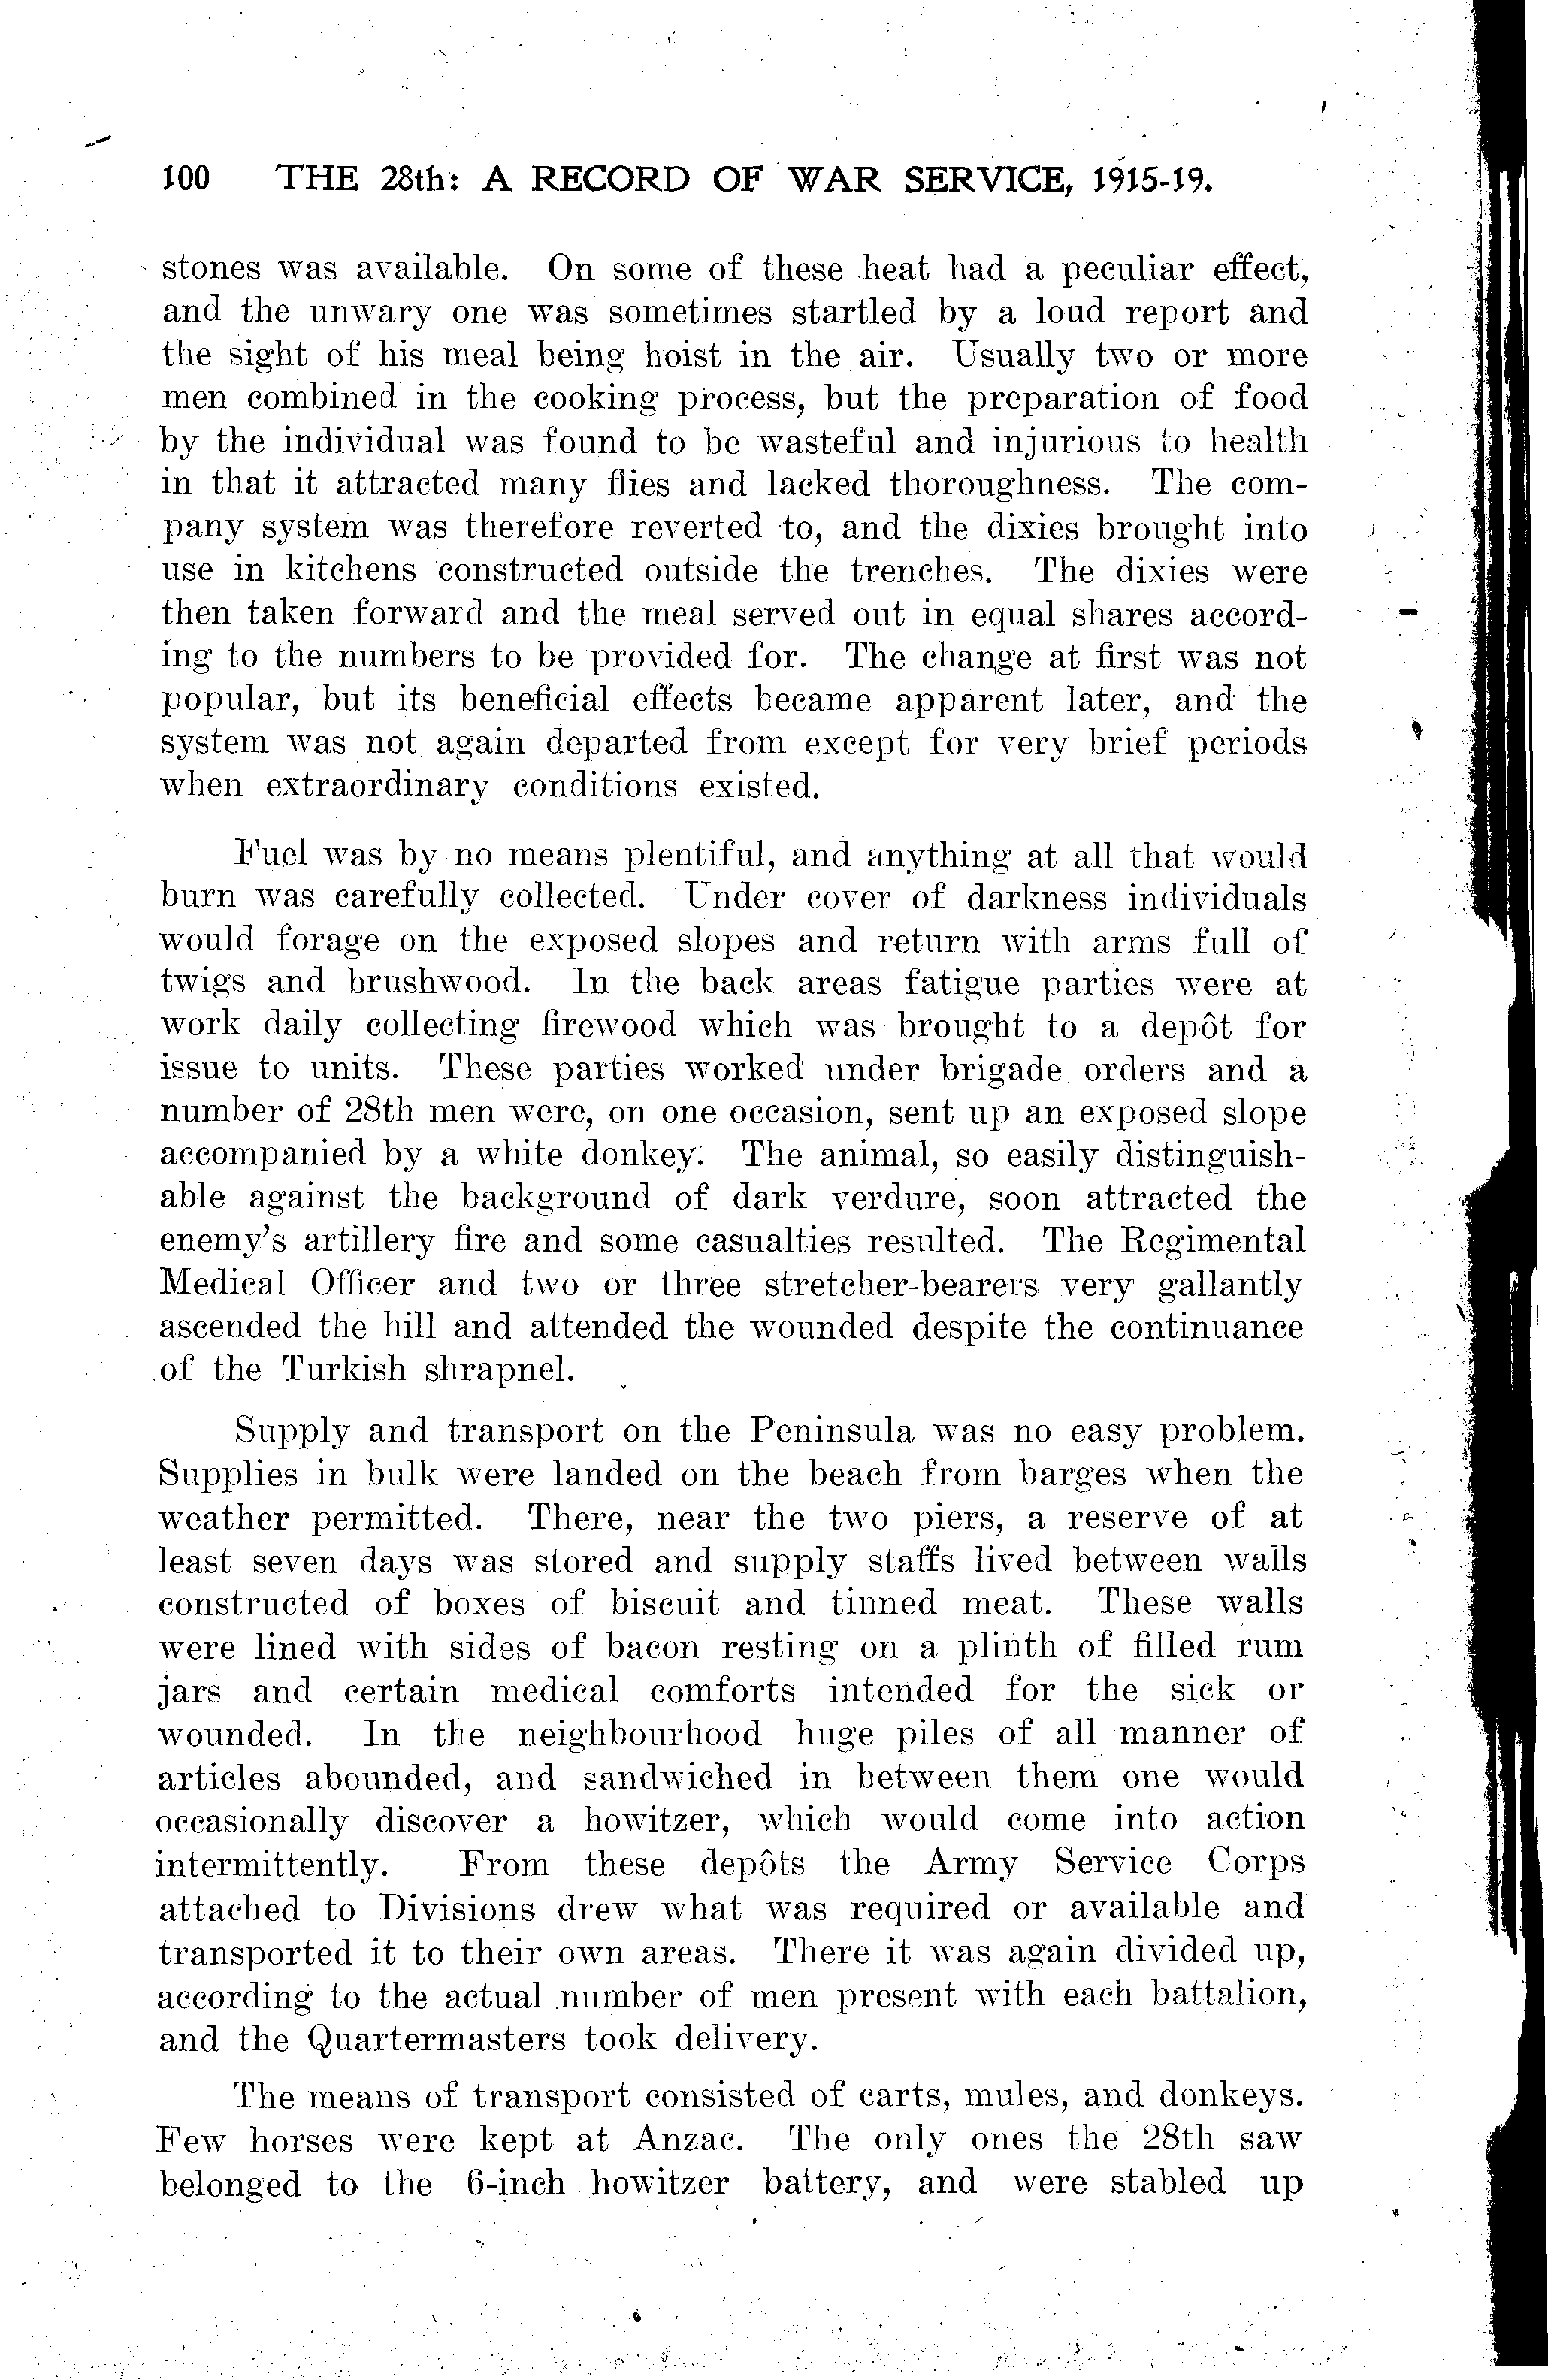 100 THE 28th: A RECORD OF WAR SERVICE, 1915-19.
stones was available. On some of these heat had a peculiar effect,
and the unwary one was sometimes startled by a loud report and
the sight of his meal being hoist in the air. Usually two or more
men combined in the cooking process, but the preparation of food
by the individual was found to be wasteful and injurious to health
in that it attracted many flies and lacked thoroughness. The com-
pany system was therefore reverted to, and the dixies brought into
use in kitchens constructed outside the trenches. The dixies were
then taken forward and the meal served out in equal shares accord-
ing to the numbers to be provided for. The change at first was not
popular, but its beneficial effects became apparent later, and the
system was not again departed from except for very brief periods
when extraordinary conditions existed.
Fuel was by no means plentiful, and anything at all that would
burn was carefully collected. Under cover of darkness individuals
would forage on the exposed slopes and return with arms full of
twigs and brushwood. In the back areas fatigue parties were at
work daily collecting firewood which was brought to a depôt for
issue to units. These parties worked under brigade orders and a
number of 28th men were, on one occasion, sent up an exposed slope
accompanied by a white donkey. The animal, so easily distinguish-
able against the background of dark verdure, soon attracted the
enemy's artillery fire and some casualties resulted. The Regimental
Medical Officer and two or three stretcher-bearers very gallantly
ascended the hill and attended the wounded despite the continuance
of the Turkish shrapnel.
Supply and transport on the Peninsula was no easy problem.
Supplies in bulk were landed on the beach from barges when the
weather permitted. There, near the two piers, a reserve of at
least seven days was stored and supply staffs lived between walls
constructed of boxes of biscuit and tinned meat. These walls
were lined with sides of bacon resting on a plinth of filled rum
jars and certain medical comforts intended for the sick or
wounded. In the neighbourhood huge piles of all manner of
articles abounded, and sandwiched in between them one would
occasionally discover a howitzer, which would come into action
intermittently. From these depôts the Army Service Corps
attached to Divisions drew what was required or available and
transported it to their own areas. There it was again divided up,
according to the actual number of men present with each battalion,
and the Quartermasters took delivery.
The means of transport consisted of carts, mules, and donkeys.
Few horses were kept at Anzac. The only ones the 28th saw
belonged to the 6-inch howitzer battery, and were stabled up